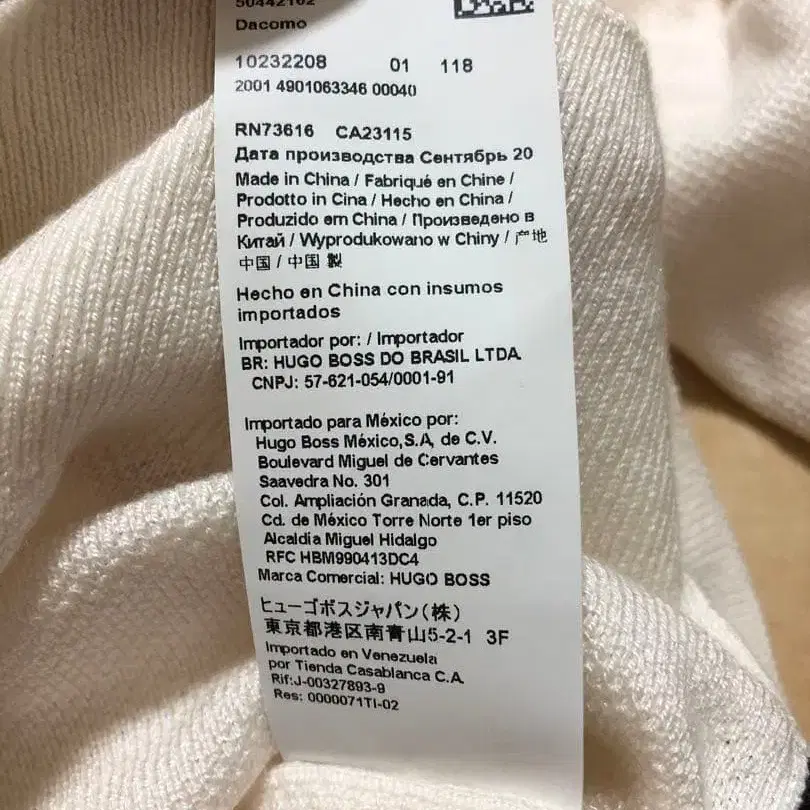 50442162
Dacomo
10232208 01 118
2001 4901063346 00040
RN73616 CA23115
Дата производства Сентябрь 20
Made in China / Fabriqué en Chine /
Prodotto in Cina / Hecho en China /
Produzido em China / Произведено в
Китай / Wyprodukowano w Chiny / 产地
中国 / 中国 製
Hecho en China con insumos
importados
Importador por: / Importador
BR: HUGO BOSS DO BRASIL LTDA
CNPJ: 57-621-054/0001-91
Importado para México por:
Hugo Boss México,S.A, de C.V.
Boulevard Miguel de Cervantes
Saavedra No. 301
Col. Ampliación Granada, C.P. 11520
Cd. de México Torre Norte 1er piso
Alcaldia Miguel Hidalgo
RFC HBM990413DC4
Marca Comercial: HUGO BOSS
ヒューゴボスジャパン(株)
東京都港区南青山5-2-1 3F
Importado en Venezuela
por Tienda Casablanca C.A.
Rif:J-00327893-9
Res: 0000071TI-02